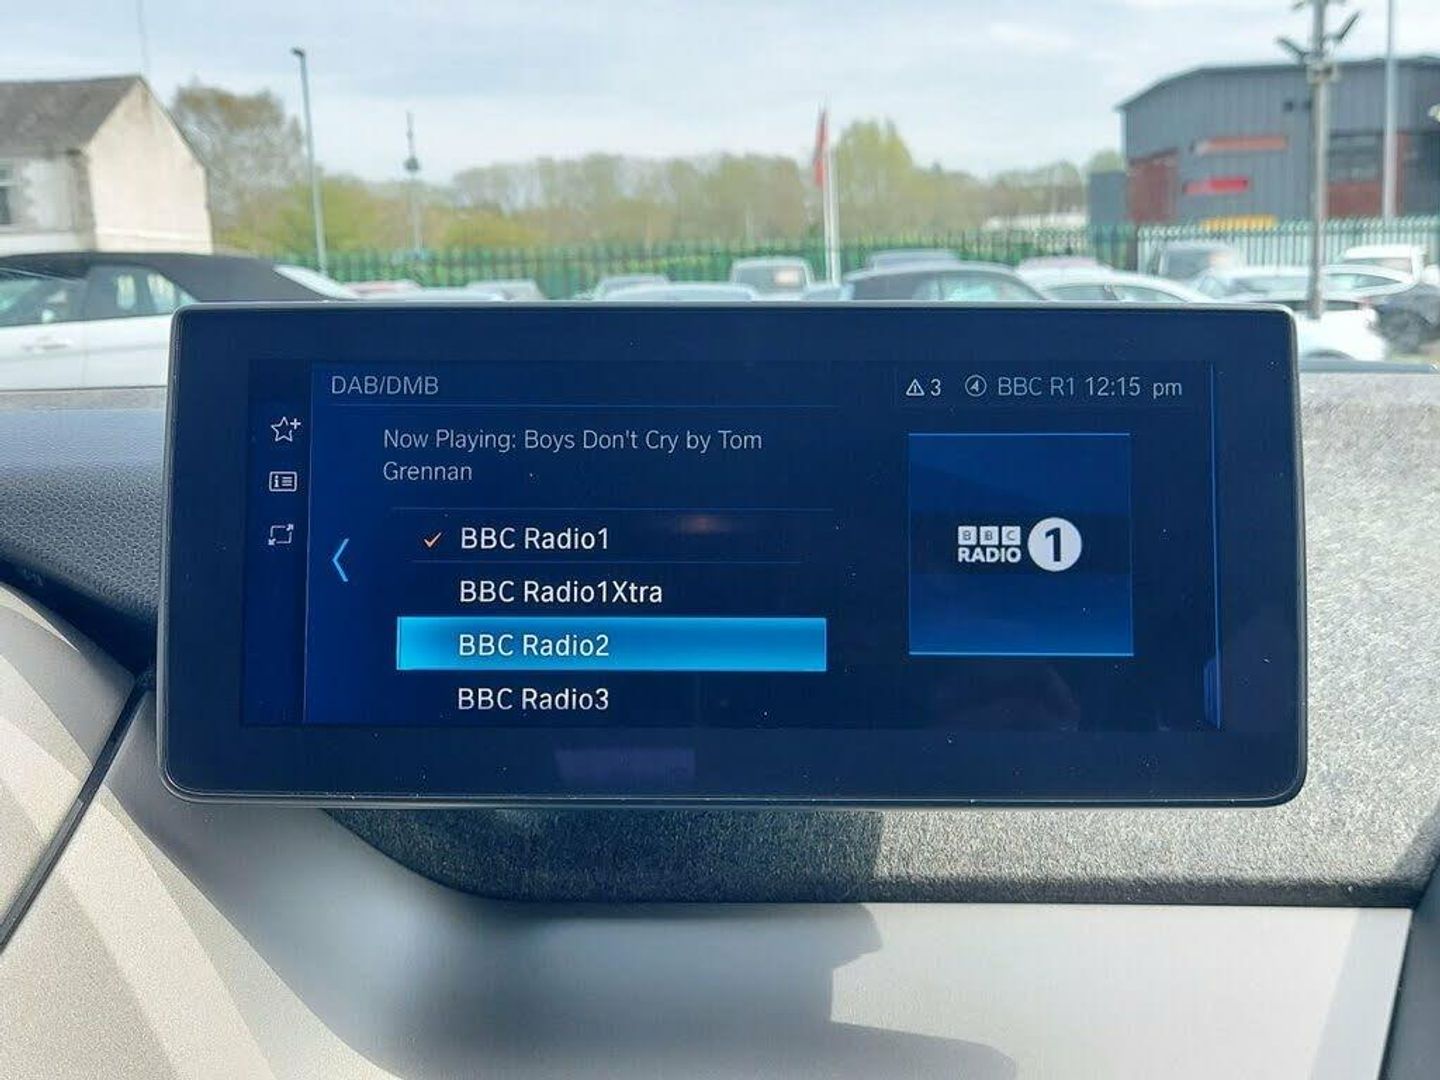 DAB/DMB
3 BBC R1 12:15 pm
Now Playing: Boys Don't Cry by Tom
Grennan
BBC Radio1
BBC Radio1Xtra
BBC Radio2
BBC Radio3
BBC
RADIO 1